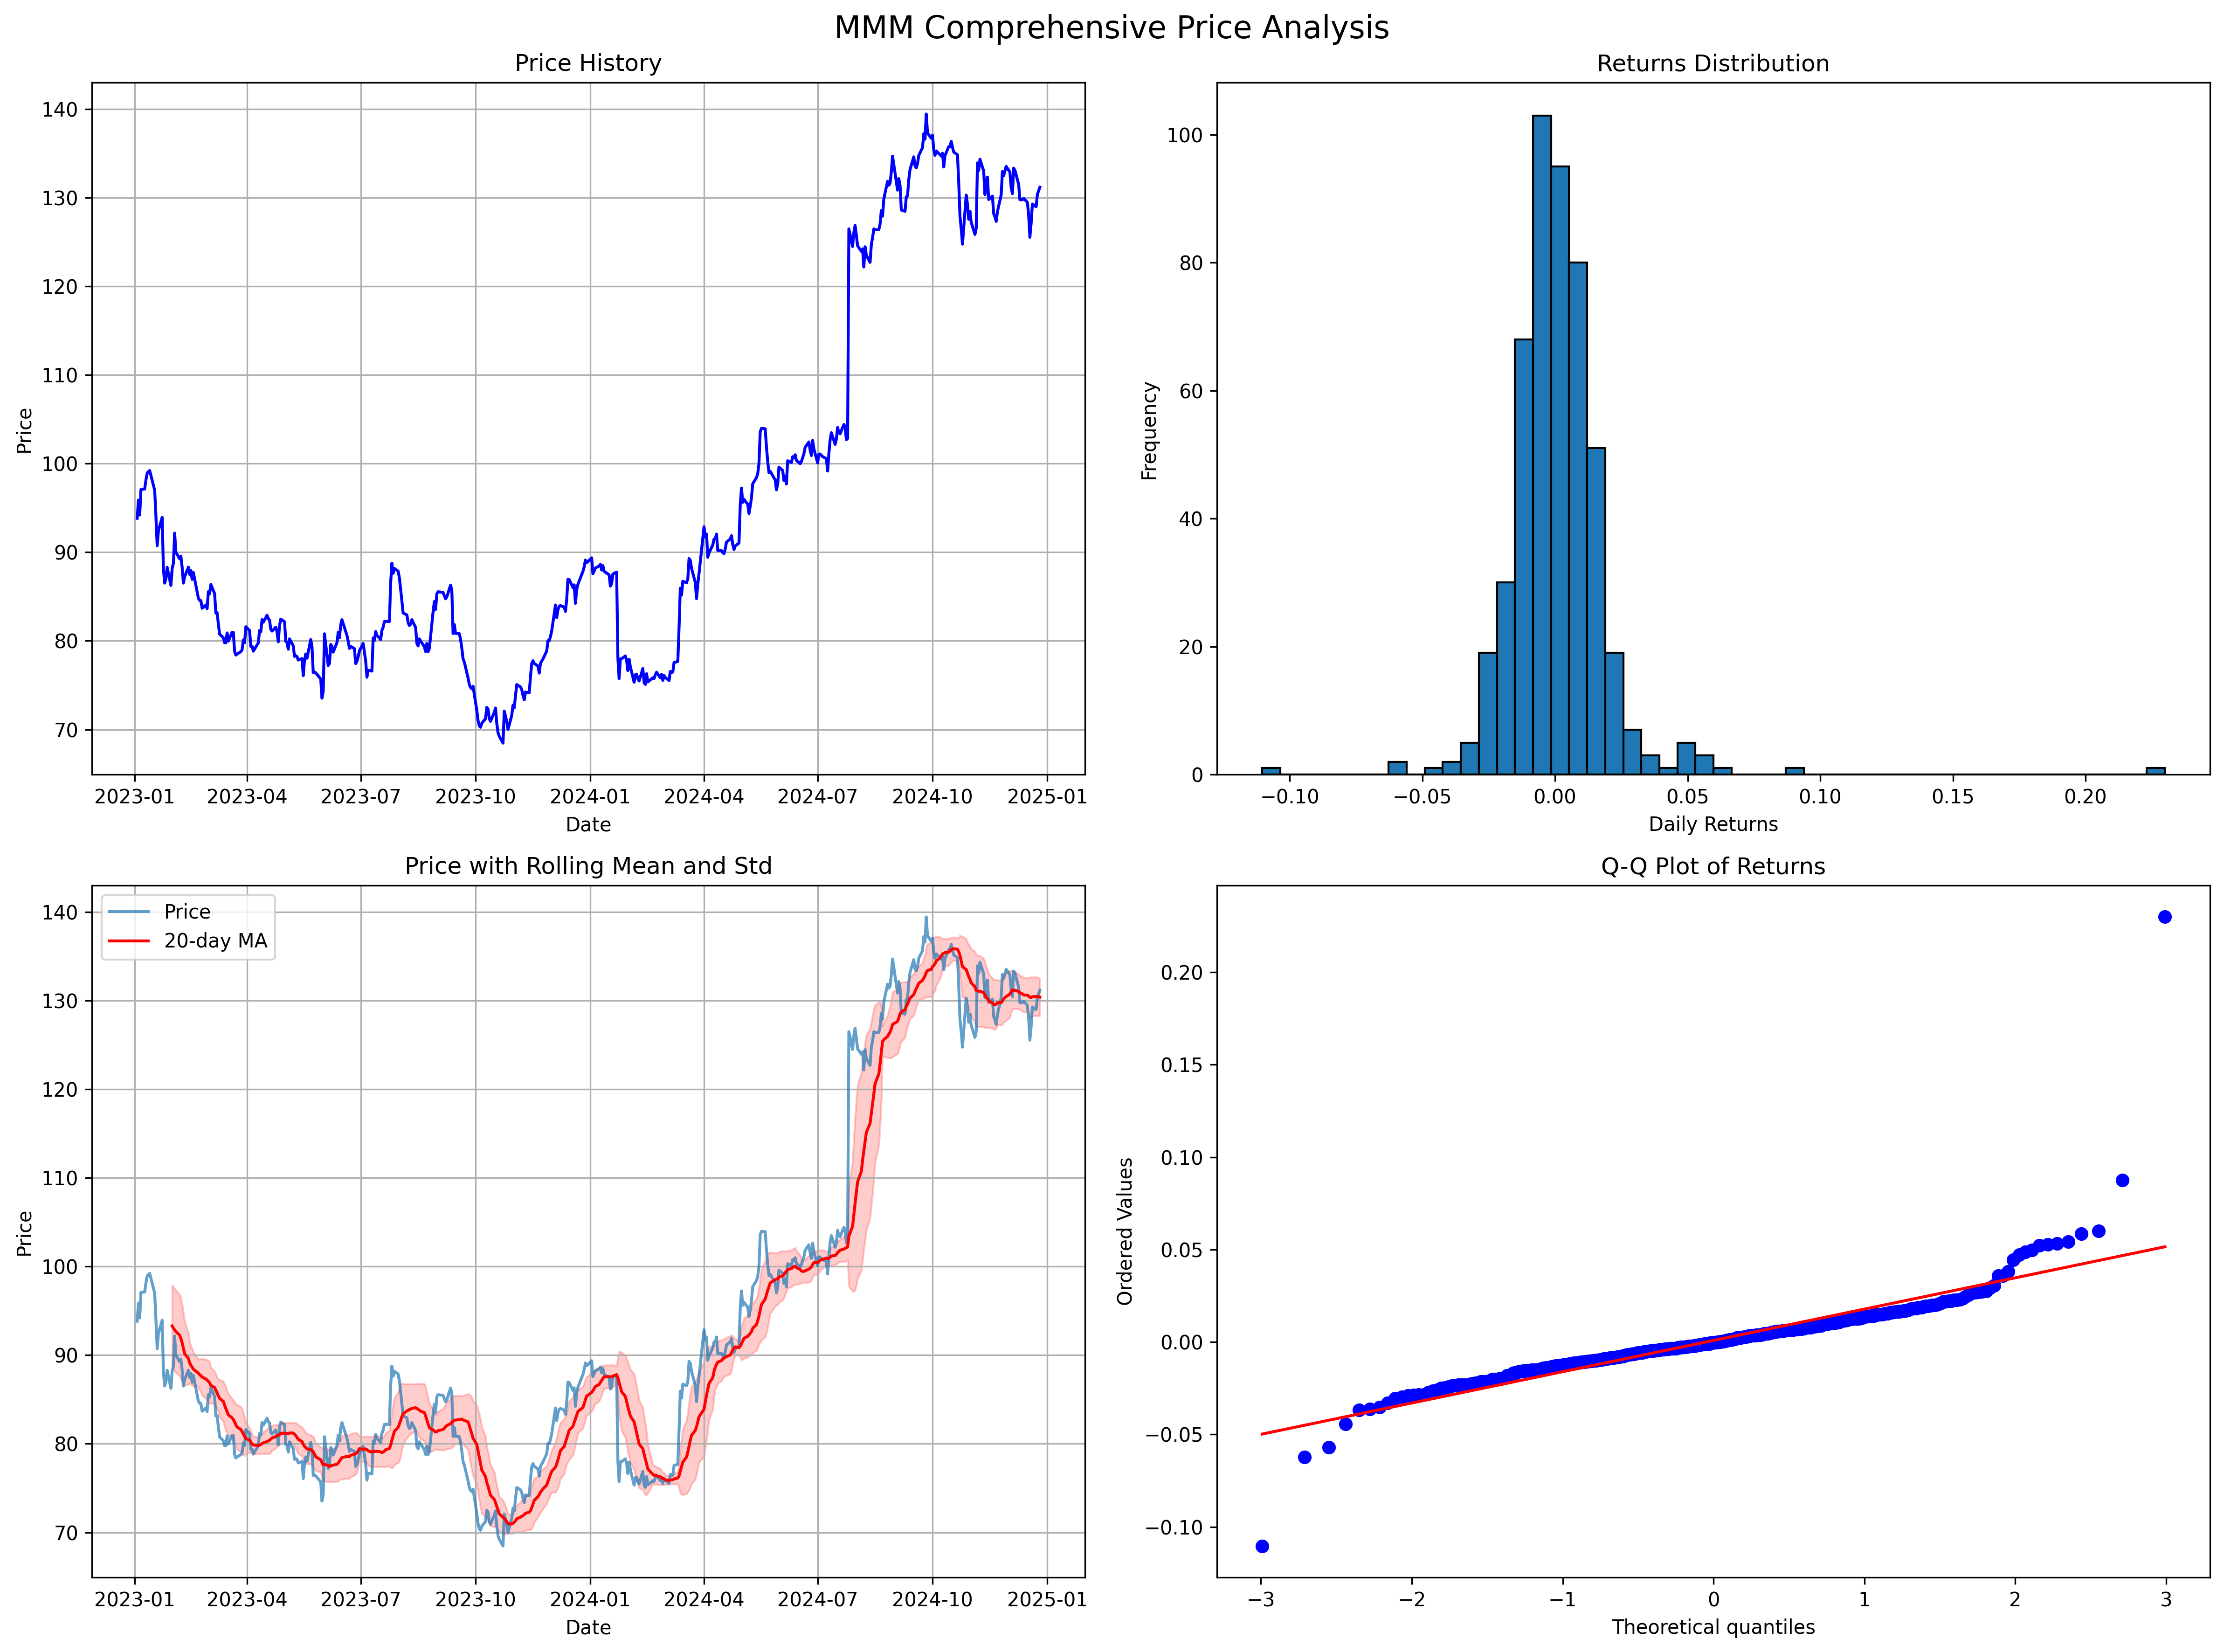 MMM Comprehensive Price Analysis
Price History
140
130
120
110
100
90
80
70
Price
2023-01 2023-04 2023-07 2023-10 2024-01 2024-04 2024-07 2024-10 2025-01
Date
Returns Distribution
100
80
60
40
20
0
Frequency
−0.10 −0.05 0.00 0.05 0.10 0.15 0.20
Daily Returns
Price with Rolling Mean and Std
Price
20-day MA
140
130
120
110
100
90
80
70
Price
2023-01 2023-04 2023-07 2023-10 2024-01 2024-04 2024-07 2024-10 2025-01
Date
Q-Q Plot of Returns
0.20
0.15
0.10
0.05
0.00
−0.05
−0.10
Ordered Values
−3 −2 −1 0 1 2 3
Theoretical quantiles